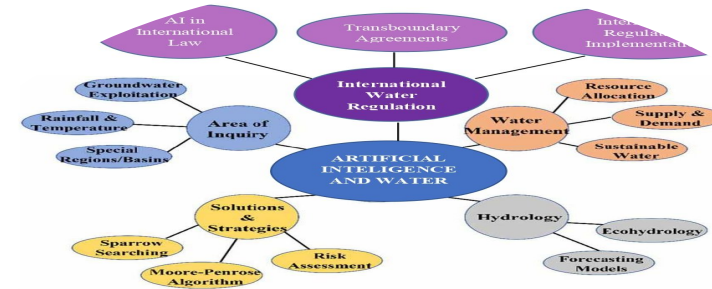 AI in
International
Law
Transboundary
Agreements
Regula
Implementati
International
Water
Regulation
Groundwater
Exploitation
Rainfall &
Temperature
Special
Regions/Basins
Area of
Inquiry
Resource
Allocation
Supply &
Demand
Sustainable
Water
Water
Management
ARTIFICIAL
INTELIGENCE
AND WATER
Solutions
&
Strategies
Sparrow
Searching
Moore-Penrose
Algorithm
Risk
Assessment
Hydrology
Ecohydrology
Forecasting
Models